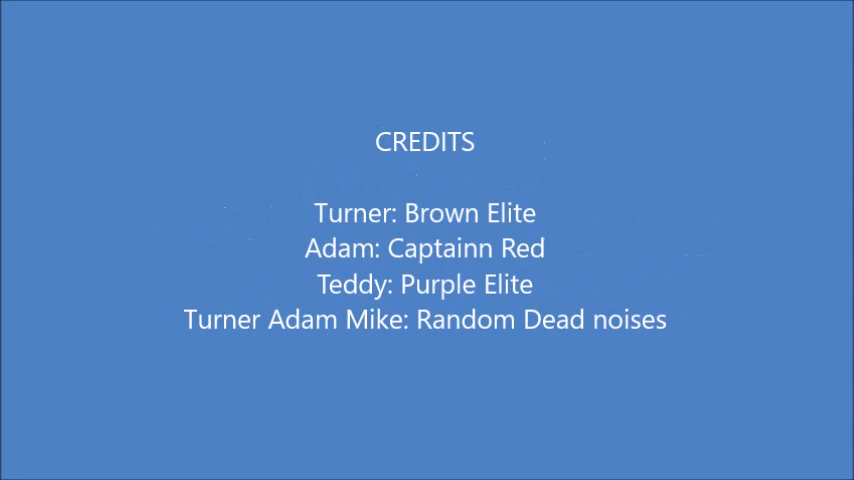 CREDITS
Turner: Brown Elite
Adam: Captainn Red
Teddy: Purple Elite
Turner Adam Mike: Random Dead noises